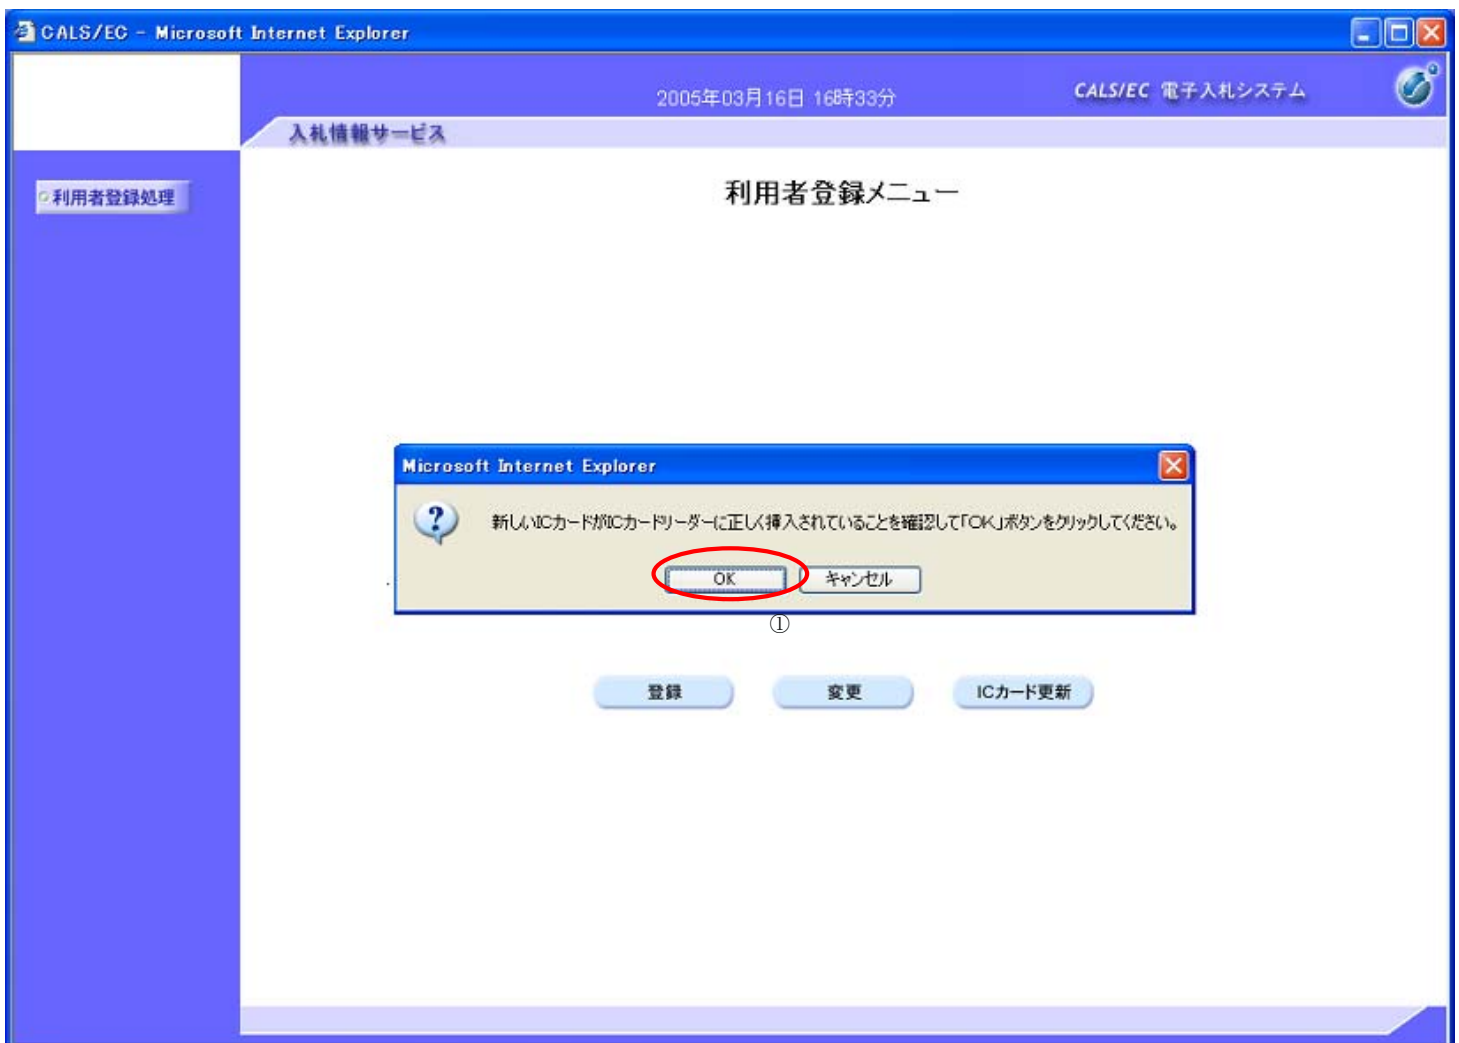 CALS/EC - Microsoft Internet Explorer
2005年03月16日 16時33分
CALS/EC 電子入札システム
入札情報サービス
利用者登録処理
利用者登録メニュー
Microsoft Internet Explorer
新しいICカードがICカードリーダーに正しく挿入されていることを確認して「OK」ボタンをクリックしてください。
OK
キャンセル
①
登録
変更
ICカード更新